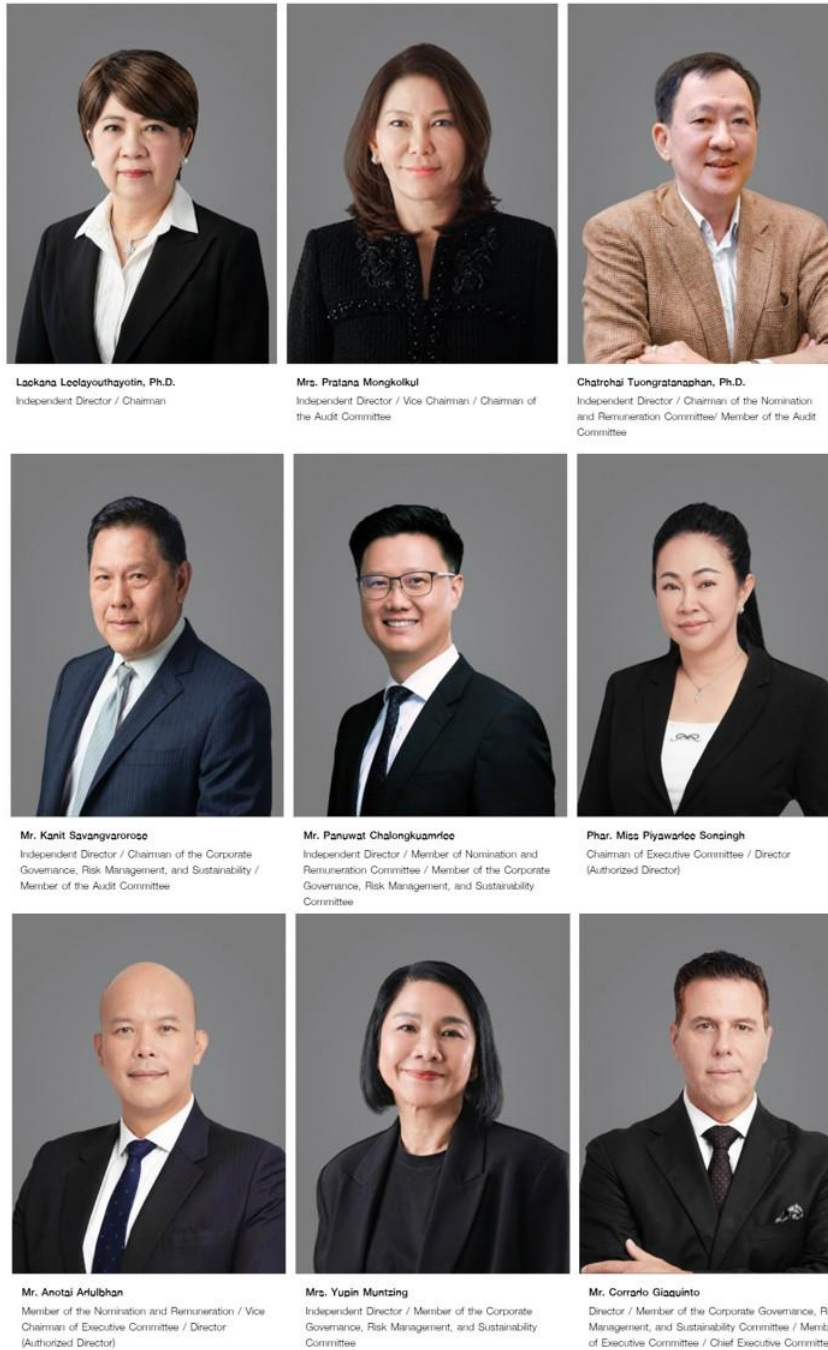 Lackana Leelayouthayotin, Ph.D.
Independent Director / Chairman
Mrs. Pratana Mongkolkul
Independent Director / Vice Chairman / Chairman of
the Audit Committee
Chatrchai Tuongratanaphan, Ph.D.
Independent Director / Chairman of the Nomination
and Remuneration Committee/ Member of the Audit
Committee
Mr. Kanit Savangvarorose
Independent Director / Chairman of the Corporate
Governance, Risk Management, and Sustainability /
Member of the Audit Committee
Mr. Panuwat Chalongkuamdee
Independent Director / Member of Nomination and
Remuneration Committee / Member of the Corporate
Governance, Risk Management, and Sustainability
Committee
Phar. Miss Piyawadee Sonsingh
Chairman of Executive Committee / Director
(Authorized Director)
Mr. Anotai Adulbhan
Member of the Nomination and Remuneration / Vice
Chairman of Executive Committee / Director
(Authorized Director)
Mrs. Yupin Muntzing
Independent Director / Member of the Corporate
Governance, Risk Management, and Sustainability
Committee
Mr. Corrado Giaquinto
Director / Member of the Corporate Governance,
Management, and Sustainability Committee /
of Executive Committee / Chief Executive